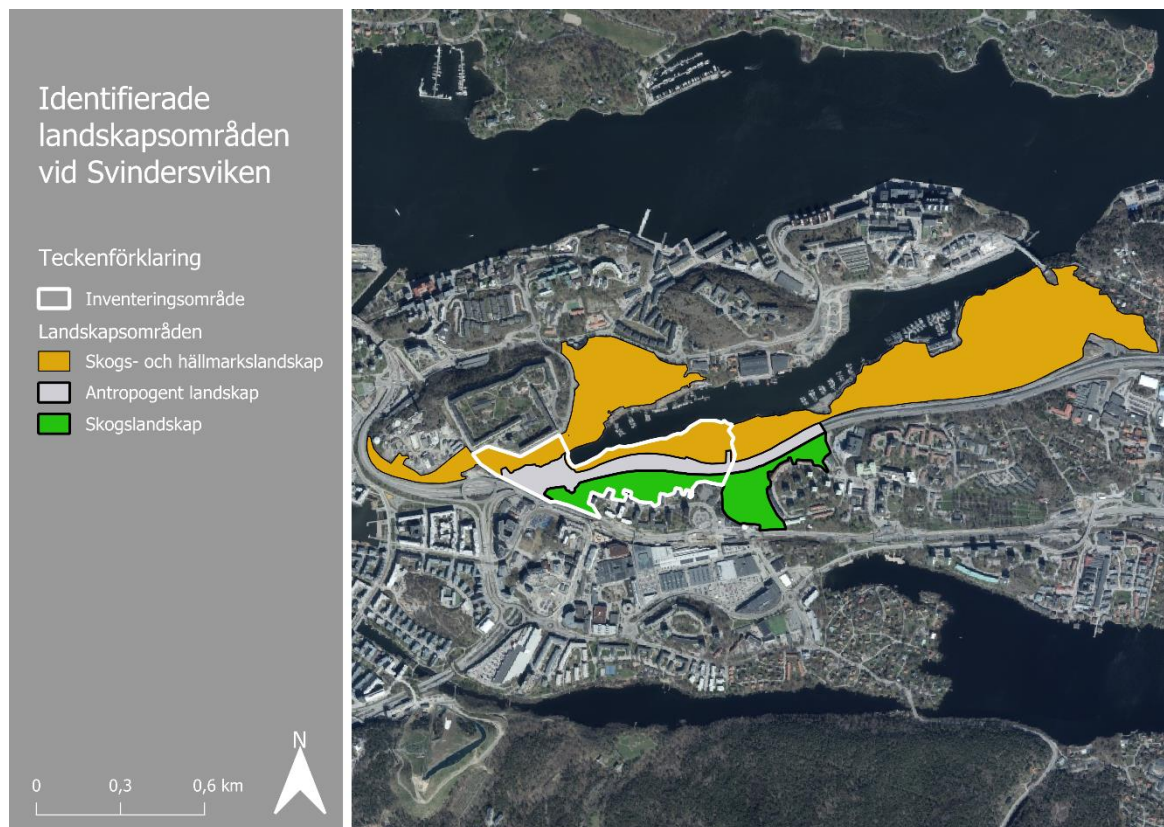 Identifierade
landskapsområden
vid Svindersviken
Teckenförklaring
Inventeringsområde
Landskapsområden
Skogs- och hällmarkslandskap
Antropogent landskap
Skogslandskap
N
0 0,3 0,6 km